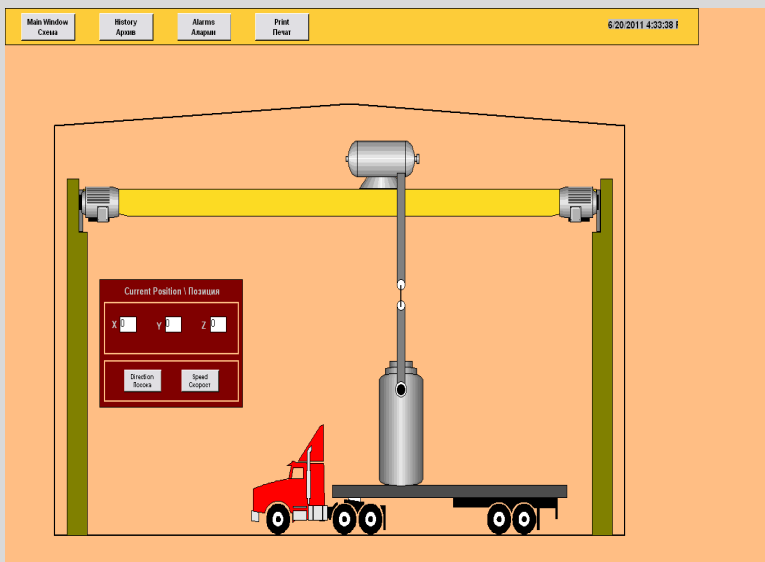 Main Window
Схема
History
Архив
Alarms
Аларми
Print
Печат
6/20/2011 4:33:38 P
Current Position \ Позиция
X 0 Y 0 Z 0
Direction
Посока
Speed
Скорост